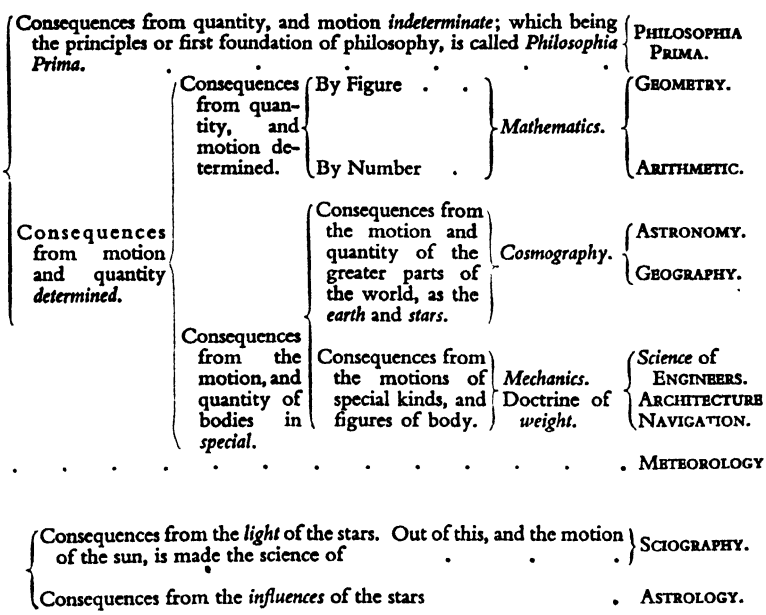 Consequences from quantity, and motion indeterminate; which being
the principles or first foundation of philosophy, is called Philosophia
Prima. . . . . . . .
PHILOSOPHIA
PRIMA.
Consequences
from motion
and quantity
determined.
Consequences
from quan-
tity, and
motion de-
termined.
By Figure . .
By Number .
Mathematics.
GEOMETRY.
ARITHMETIC.
Consequences
from the
motion, and
quantity of
bodies in
special.
Consequences from
the motion and
quantity of the
greater parts of
the world, as the
earth and stars.
Cosmography.
ASTRONOMY.
GEOGRAPHY.
Consequences from
the motions of
special kinds, and
figures of body.
Mechanics.
Doctrine of
weight.
Science of
ENGINEERS.
ARCHITECTURE
NAVIGATION.
. . . . . . . . . . . . . METEOROLOGY
Consequences from the light of the stars. Out of this, and the motion
of the sun, is made the science of . . .
SCIOGRAPHY.
Consequences from the influences of the stars . ASTROLOGY.